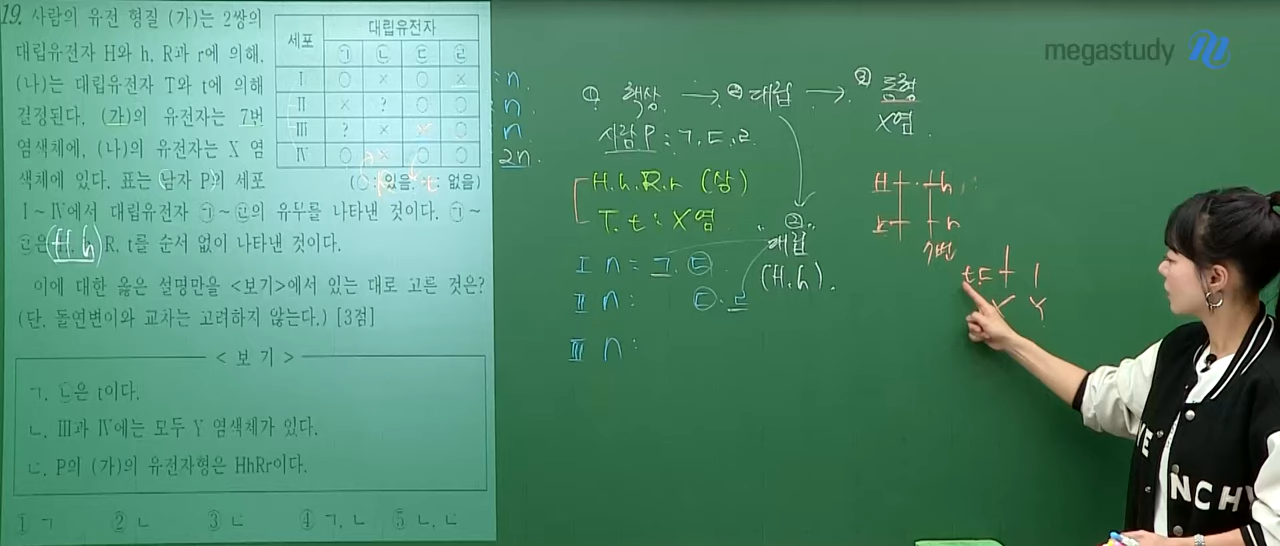 19. 사람의 유전 형질 (가)는 2쌍의
대립유전자 H와 h, R과 r에 의해,
(나)는 대립유전자 T와 t에 의해
결정된다. (가)의 유전자는 7번
염색체에, (나)의 유전자는 X 염
색체에 있다. 표는 남자 P의 세포
세포 대립유전자
㉠ ㉡ ㉢ ㉣
Ⅰ ○ × ○ ×
Ⅱ × ? ○ ○
Ⅲ ? × × ○
Ⅳ ○ × ○ ○
(○: 있음, ×: 없음)
Ⅰ~Ⅳ에서 대립유전자 ㉠~㉣의 유무를 나타낸 것이다. ㉠~
㉣은 H, h, R, t를 순서 없이 나타낸 것이다.
이에 대한 옳은 설명만을 <보기>에서 있는 대로 고른 것은?
(단, 돌연변이와 교차는 고려하지 않는다.) [3점]
<보 기>
ㄱ. ㉡은 t이다.
ㄴ. Ⅲ과 Ⅳ에는 모두 Y 염색체가 있다.
ㄷ. P의 (가)의 유전자형은 HhRr이다.
① ㄱ ② ㄴ ③ ㄷ ④ ㄱ, ㄴ ⑤ ㄴ, ㄷ
: n.
: n.
: n
: 2n.
① 핵상 → ② 대립 → ③ 동형
X염.
사람 P : ㄱ, ㄷ, ㄹ
H. h. R. r (상)
T. t : X염
② 대립
(H, h).
Ⅰ n = ㄱ. ㉢
Ⅱ n : ㉢. ㄹ
Ⅲ n :
H h
7번
t, ㄷ
X Y
megastudy